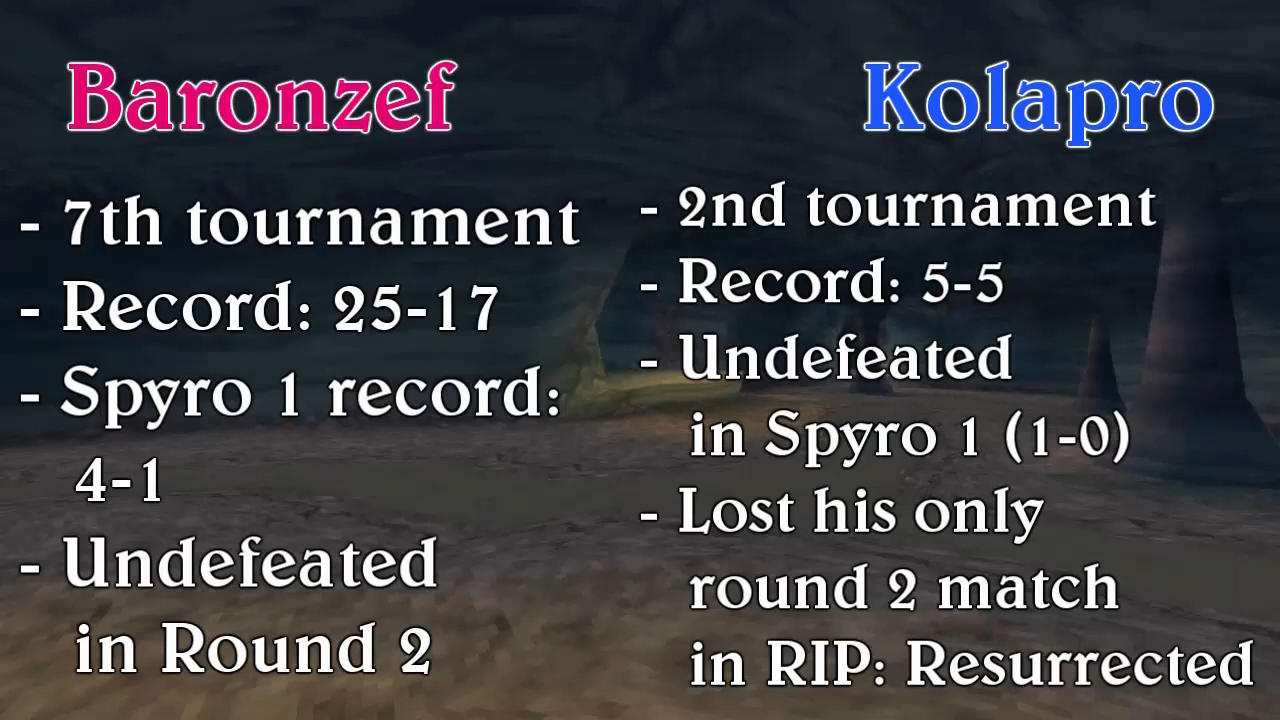 Baronzef
- 7th tournament
- Record: 25-17
- Spyro 1 record:
4-1
- Undefeated
in Round 2
Kolapro
- 2nd tournament
- Record: 5-5
- Undefeated
in Spyro 1 (1-0)
- Lost his only
round 2 match
in RIP: Resurrected